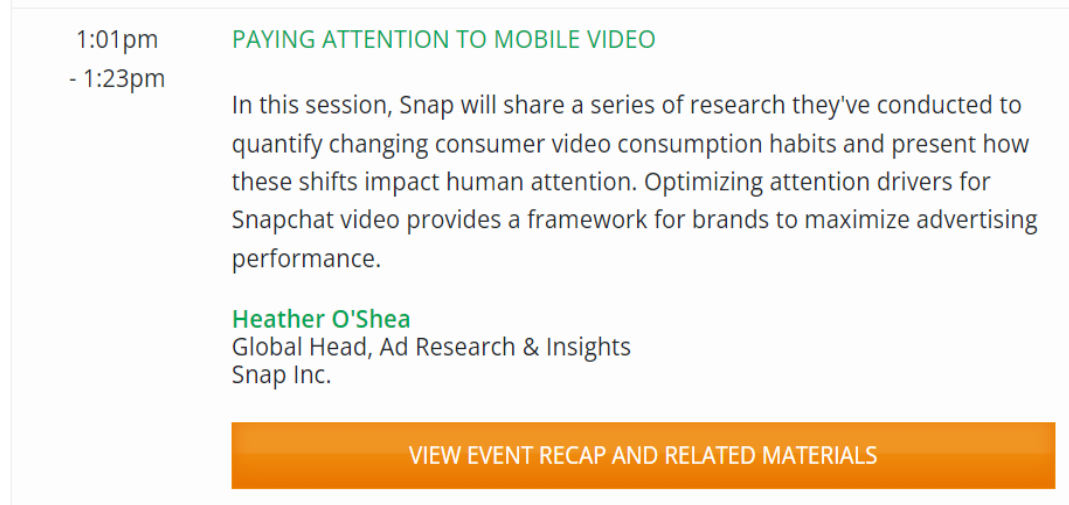 1:01pm
- 1:23pm
PAYING ATTENTION TO MOBILE VIDEO
In this session, Snap will share a series of research they've conducted to
quantify changing consumer video consumption habits and present how
these shifts impact human attention. Optimizing attention drivers for
Snapchat video provides a framework for brands to maximize advertising
performance.
Heather O'Shea
Global Head, Ad Research & Insights
Snap Inc.
VIEW EVENT RECAP AND RELATED MATERIALS